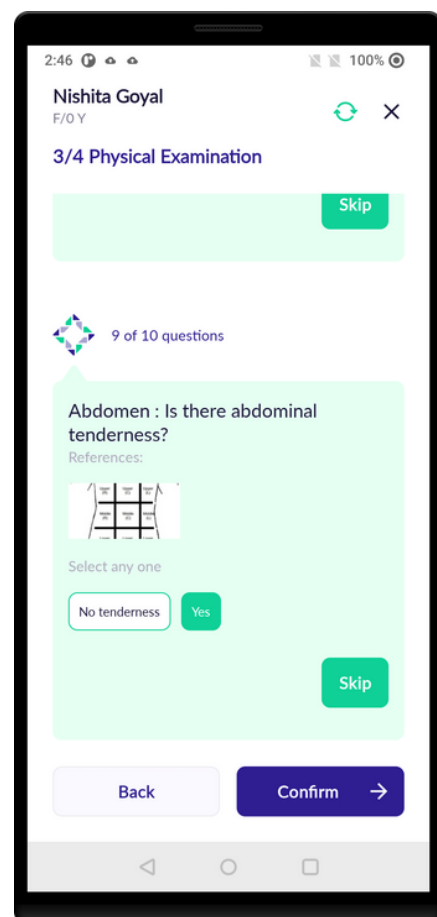 2:46
100%
Nishita Goyal
F/0 Y
3/4 Physical Examination
Skip
9 of 10 questions
Abdomen : Is there abdominal
tenderness?
References:
Select any one
No tenderness
Yes
Skip
Back
Confirm